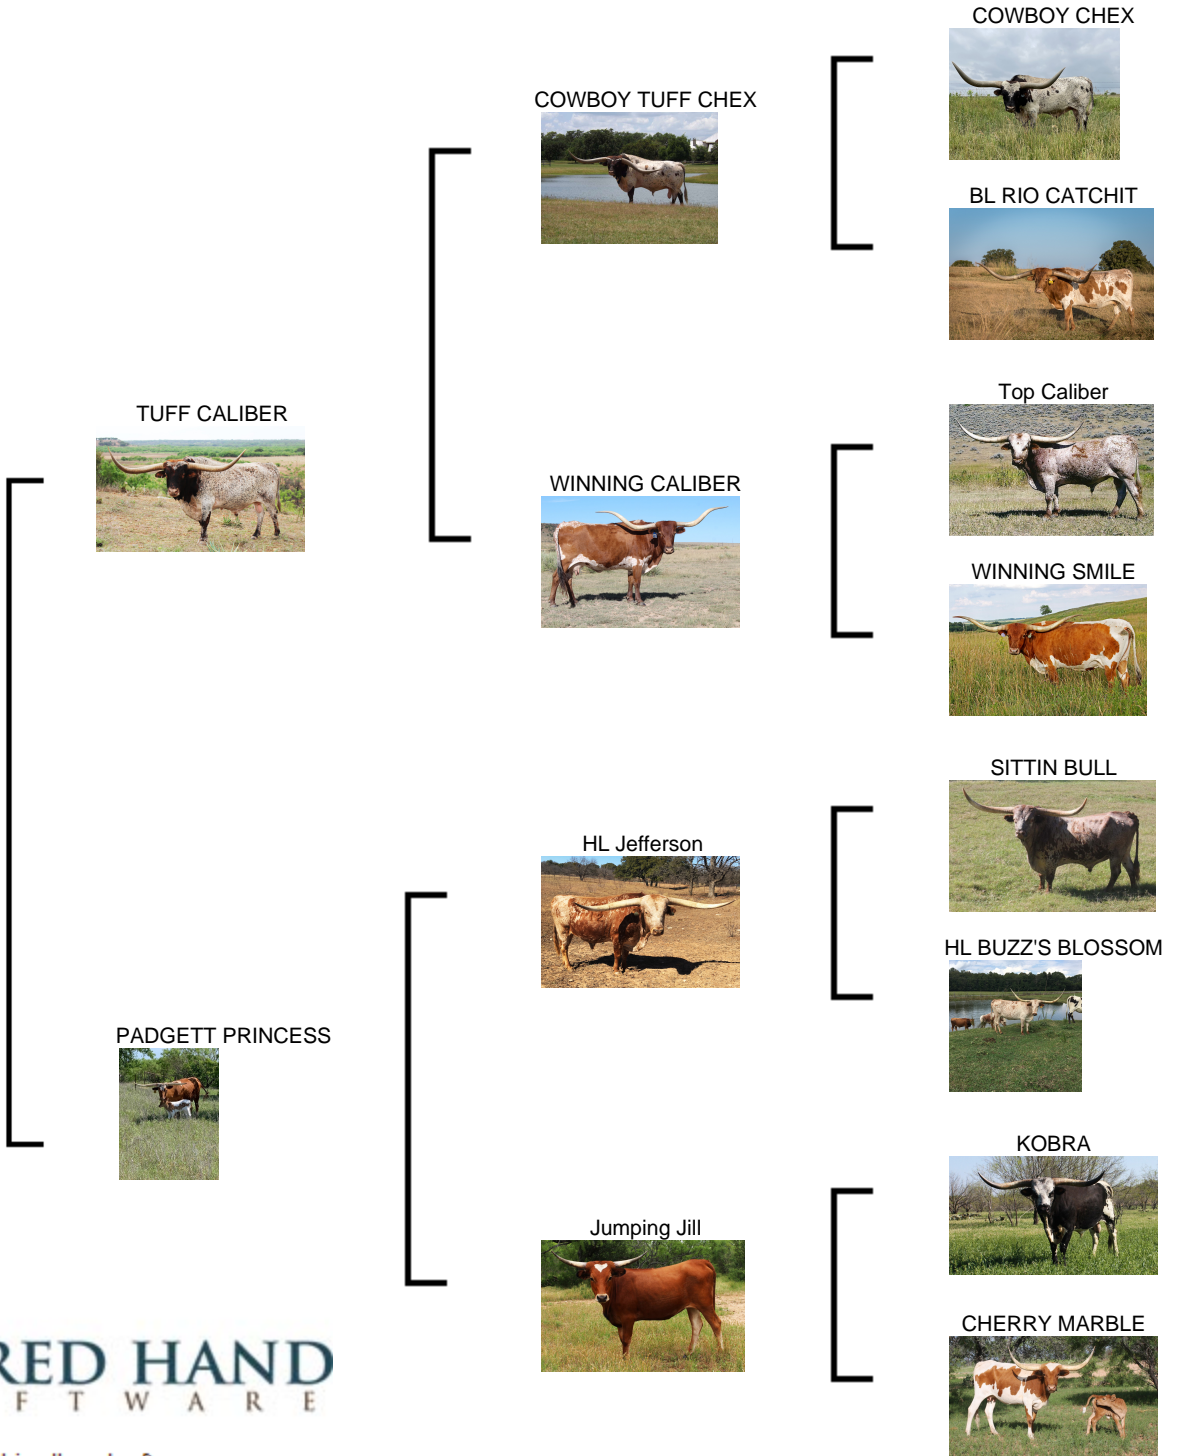 COWBOY CHEX
COWBOY TUFF CHEX
BL RIO CATCHIT
TUFF CALIBER
Top Caliber
WINNING CALIBER
WINNING SMILE
SITTIN BULL
HL Jefferson
HL BUZZ'S BLOSSOM
PADGETT PRINCESS
KOBRA
Jumping Jill
CHERRY MARBLE
RED HAND
F T W A R E